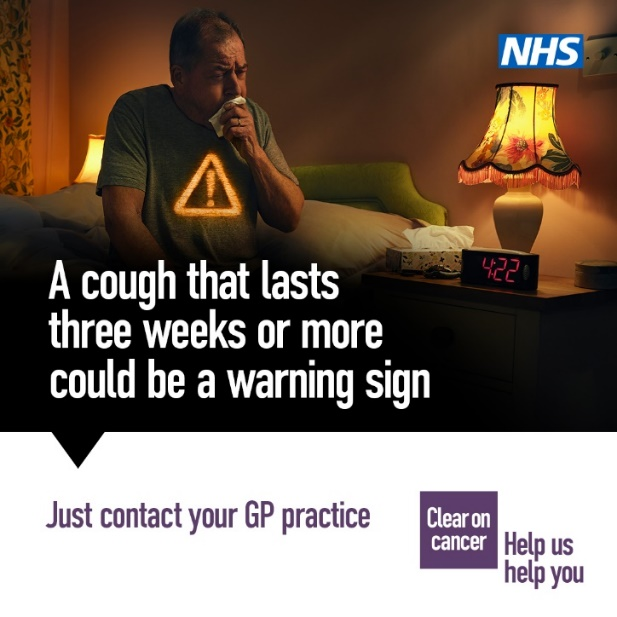 NHS
4:22
A cough that lasts
three weeks or more
could be a warning sign
Just contact your GP practice
Clear on
cancer
Help us
help you